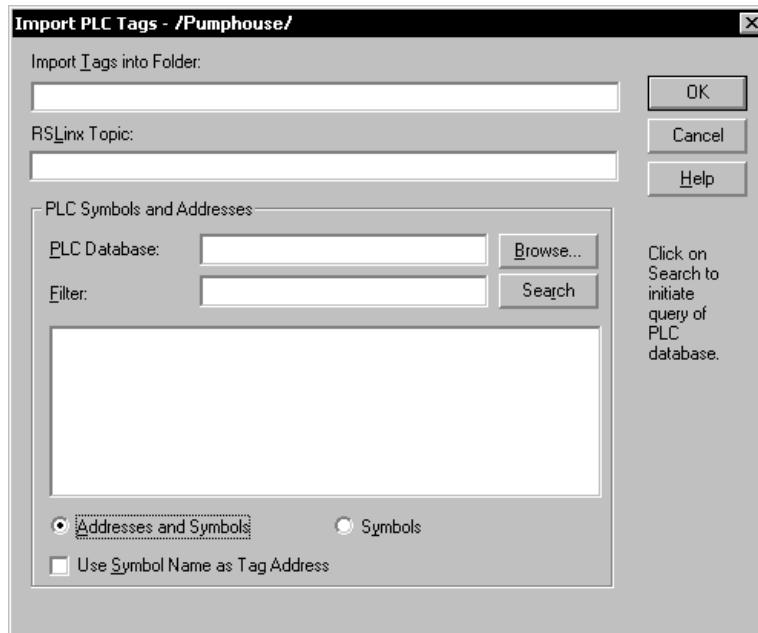 Import PLC Tags - /Pumphouse/
Import Tags into Folder:
OK
RSLinx Topic:
Cancel
Help
PLC Symbols and Addresses
PLC Database:
Browse...
Filter:
Search
Click on
Search to
initiate
query of
PLC
database.
Addresses and Symbols
Symbols
Use Symbol Name as Tag Address